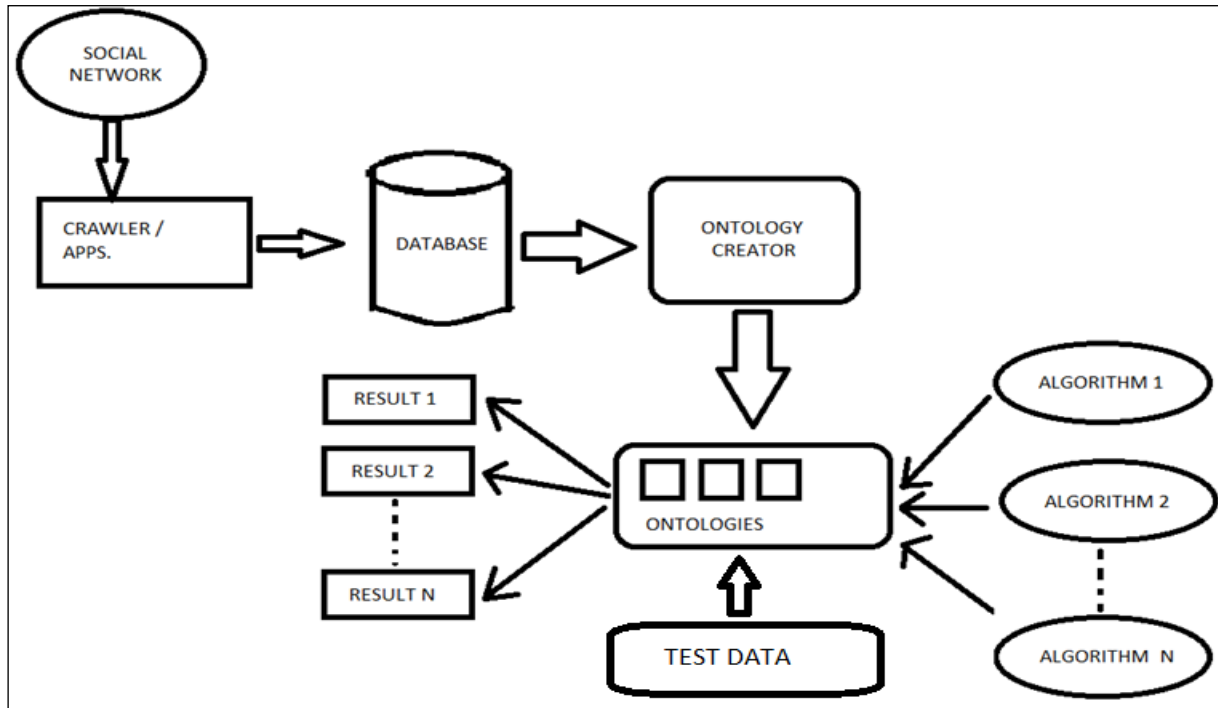 SOCIAL
NETWORK
CRAWLER /
APPS.
DATABASE
ONTOLOGY
CREATOR
RESULT 1
RESULT 2
RESULT N
ONTOLOGIES
ALGORITHM 1
ALGORITHM 2
ALGORITHM N
TEST DATA